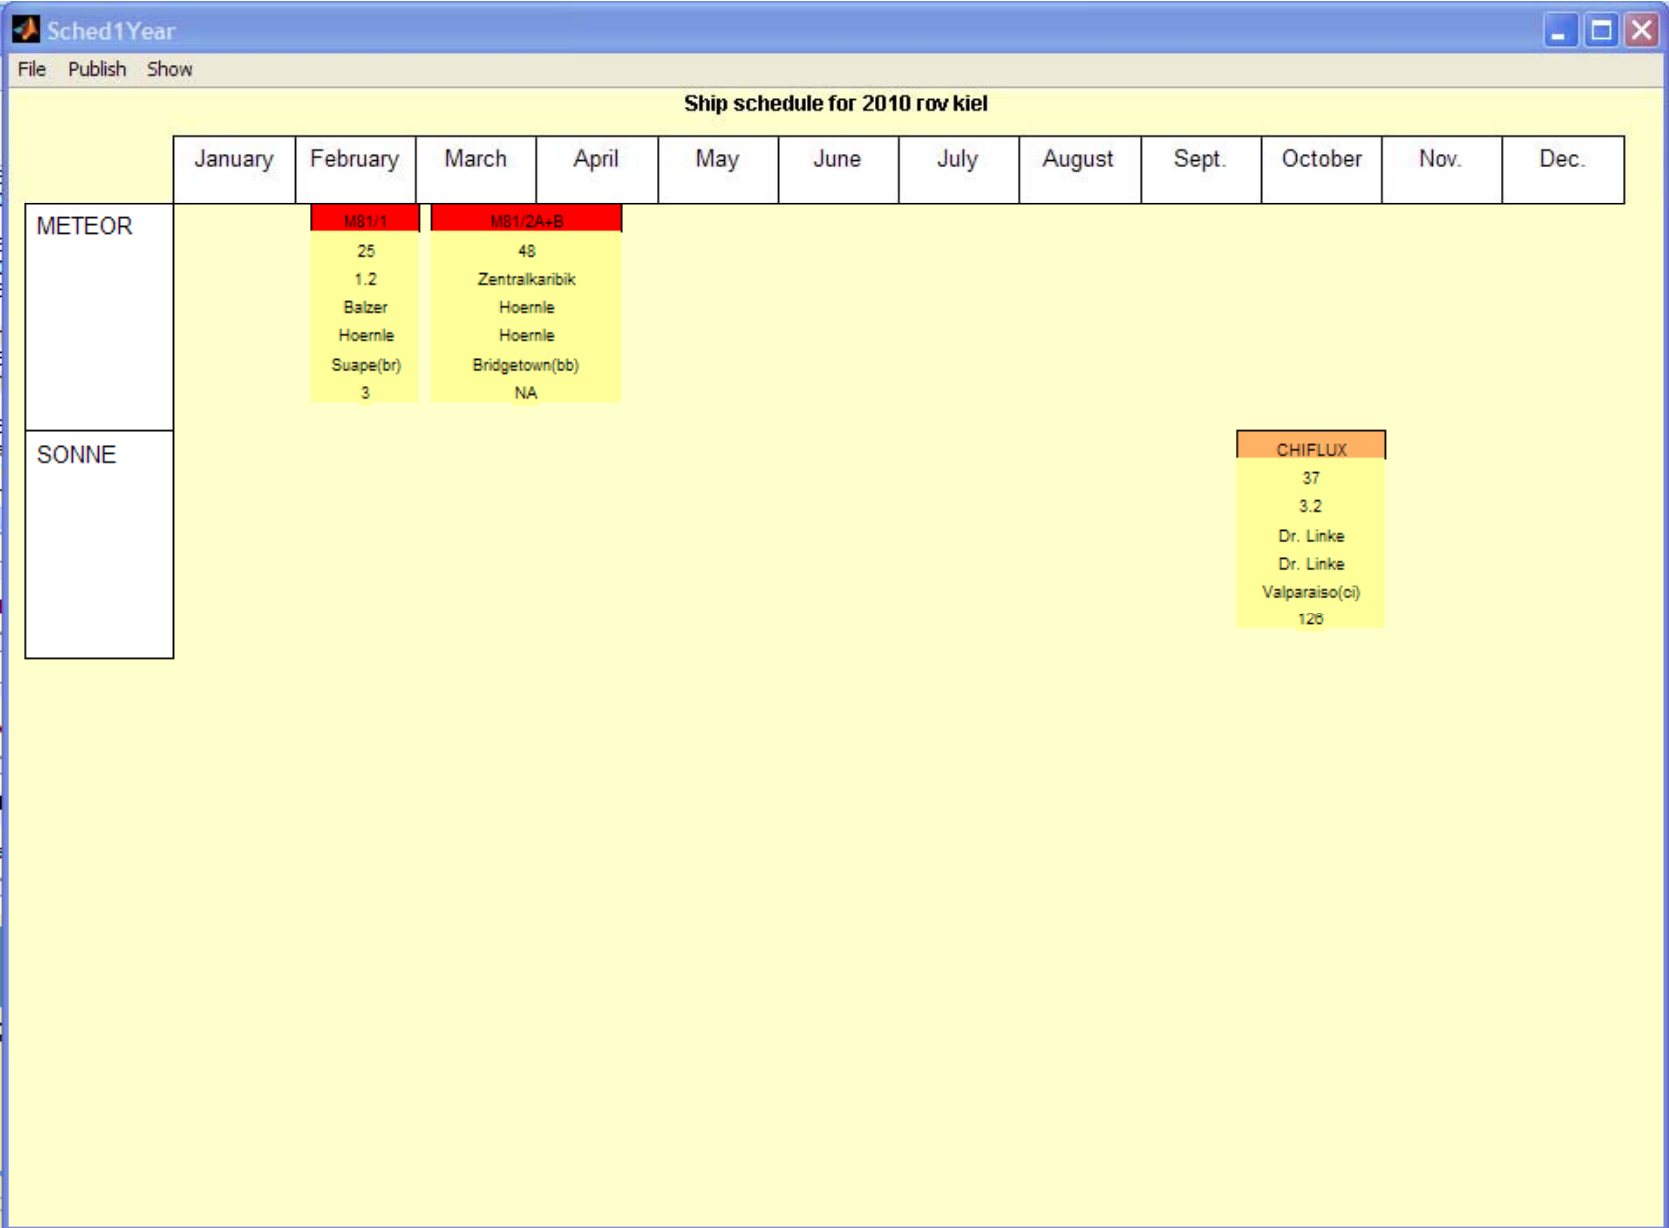 Sched1Year
File Publish Show
Ship schedule for 2010 rov kiel
January February March April May June July August Sept. October Nov. Dec.
METEOR
M81/1
25
1.2
Balzer
Hoernle
Suape(br)
3
M81/2A+B
48
Zentralkaribik
Hoernle
Hoernle
Bridgetown(bb)
NA
SONNE
CHIFLUX
37
3.2
Dr. Linke
Dr. Linke
Valparaiso(ci)
126